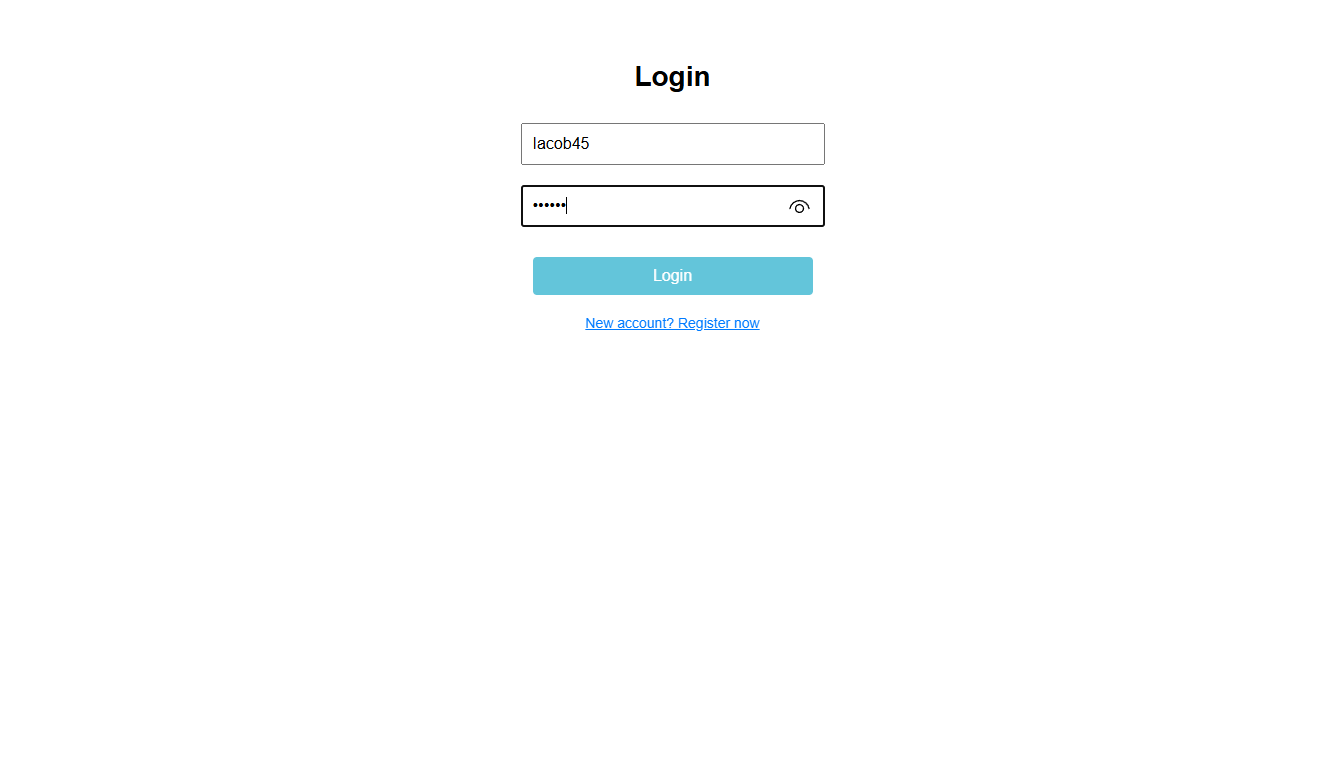 Login
Iacob45
••••••
Login
New account? Register now